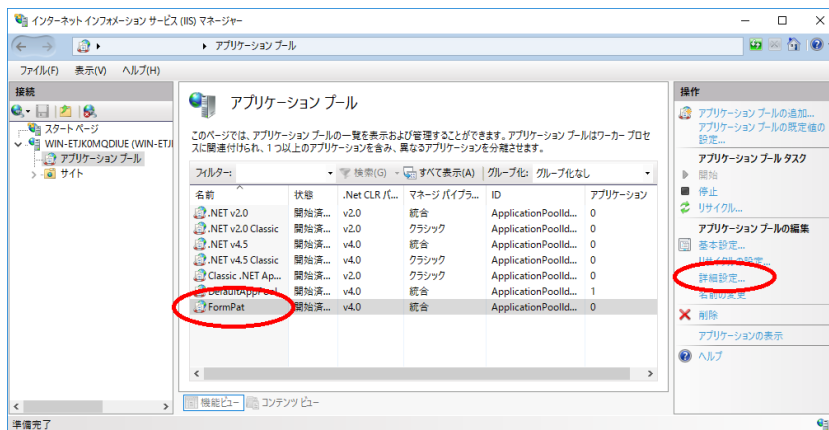 インターネット インフォメーション サービス (IIS) マネージャー
アプリケーション プール
ファイル(F) 表示(V) ヘルプ(H)
接続
スタート ページ
WIN-ETJK0MQDIUE (WIN-ETJ
アプリケーション プール
サイト
アプリケーション プール
このページでは、アプリケーション プールの一覧を表示および管理することができます。アプリケーション プールはワーカー プロセ
スに関連付けられ、1 つ以上のアプリケーションを含み、異なるアプリケーションを分離させます。
フィルター: 検索(G) すべて表示(A) グループ化: グループ化なし
名前 状態 .Net CLR バ... マネージ パイプラ... ID アプリケーション
.NET v2.0 開始済... v2.0 統合 ApplicationPoolId... 0
.NET v2.0 Classic 開始済... v2.0 クラシック ApplicationPoolId... 0
.NET v4.5 開始済... v4.0 統合 ApplicationPoolId... 0
.NET v4.5 Classic 開始済... v4.0 クラシック ApplicationPoolId... 0
Classic .NET Ap... 開始済... v2.0 クラシック ApplicationPoolId... 0
DefaultAppPool 開始済... v4.0 統合 ApplicationPoolId... 1
FormPat 開始済... v4.0 統合 ApplicationPoolId... 0
機能ビュー コンテンツ ビュー
操作
アプリケーション プールの追加...
アプリケーション プールの既定値の
設定...
アプリケーション プール タスク
開始
停止
リサイクル...
アプリケーション プールの編集
基本設定...
リサイクルの設定...
詳細設定...
名前の変更
削除
アプリケーションの表示
ヘルプ
準備完了